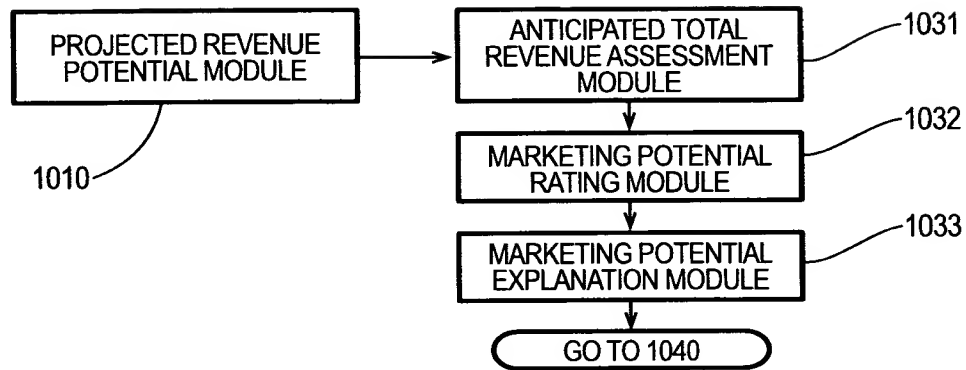 PROJECTED REVENUE
POTENTIAL MODULE
1010
ANTICIPATED TOTAL
REVENUE ASSESSMENT
MODULE
1031
MARKETING POTENTIAL
RATING MODULE
1032
MARKETING POTENTIAL
EXPLANATION MODULE
1033
GO TO 1040